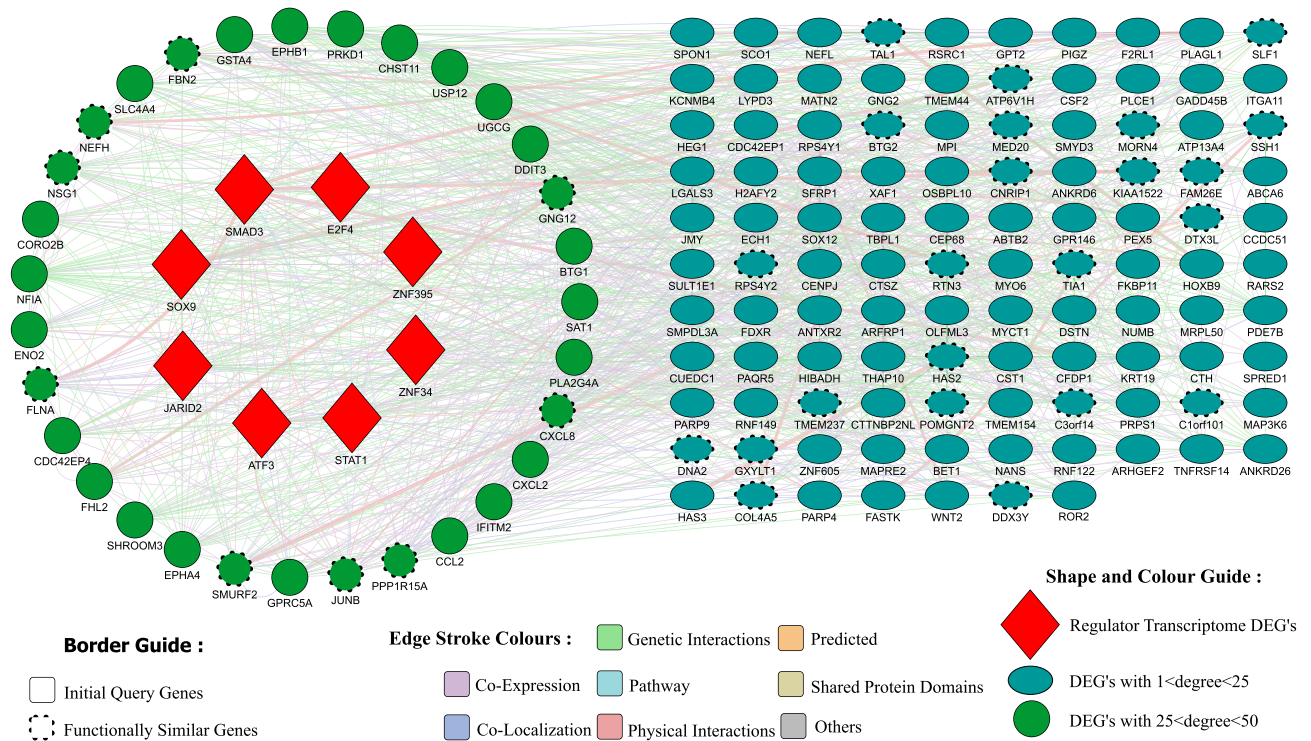 EPHB1
PRKD1
GSTA4
CHST11
FBN2
USP12
SLC4A4
UGCG
NEFH
DDIT3
NSG1
GNG12
SMAD3
E2F4
CORO2B
BTG1
SOX9
ZNF395
NFIA
SAT1
ENO2
PLA2G4A
JARID2
ZNF34
FLNA
CXCL8
ATF3
STAT1
CDC42EP4
CXCL2
FHL2
IFITM2
SHROOM3
CCL2
EPHA4
PPP1R15A
SMURF2
GPRC5A
JUNB
SPON1 SCO1 NEFL TAL1 RSRC1 GPT2 PIGZ F2RL1 PLAGL1 SLF1
KCNMB4 LYPD3 MATN2 GNG2 TMEM44 ATP6V1H CSF2 PLCE1 GADD45B ITGA11
HEG1 CDC42EP1 RPS4Y1 BTG2 MPI MED20 SMYD3 MORN4 ATP13A4 SSH1
LGALS3 H2AFY2 SFRP1 XAF1 OSBPL10 CNRIP1 ANKRD6 KIAA1522 FAM26E ABCA6
JMY ECH1 SOX12 TBPL1 CEP68 ABTB2 GPR146 PEX5 DTX3L CCDC51
SULT1E1 RPS4Y2 CENPJ CTSZ RTN3 MYO6 TIA1 FKBP11 HOXB9 RARS2
SMPDL3A FDXR ANTXR2 ARFRP1 OLFML3 MYCT1 DSTN NUMB MRPL50 PDE7B
CUEDC1 PAQR5 HIBADH THAP10 HAS2 CST1 CFDP1 KRT19 CTH SPRED1
PARP9 RNF149 TMEM237 CTTNBP2NL POMGNT2 TMEM154 C3orf14 PRPS1 C1orf101 MAP3K6
DNA2 GXYLT1 ZNF605 MAPRE2 BET1 NANS RNF122 ARHGEF2 TNFRSF14 ANKRD26
HAS3 COL4A5 PARP4 FASTK WNT2 DDX3Y ROR2
Border Guide :
Initial Query Genes
Functionally Similar Genes
Edge Stroke Colours :
Genetic Interactions
Predicted
Co-Expression
Pathway
Shared Protein Domains
Co-Localization
Physical Interactions
Others
Shape and Colour Guide :
Regulator Transcriptome DEG's
DEG's with 1<degree<25
DEG's with 25<degree<50